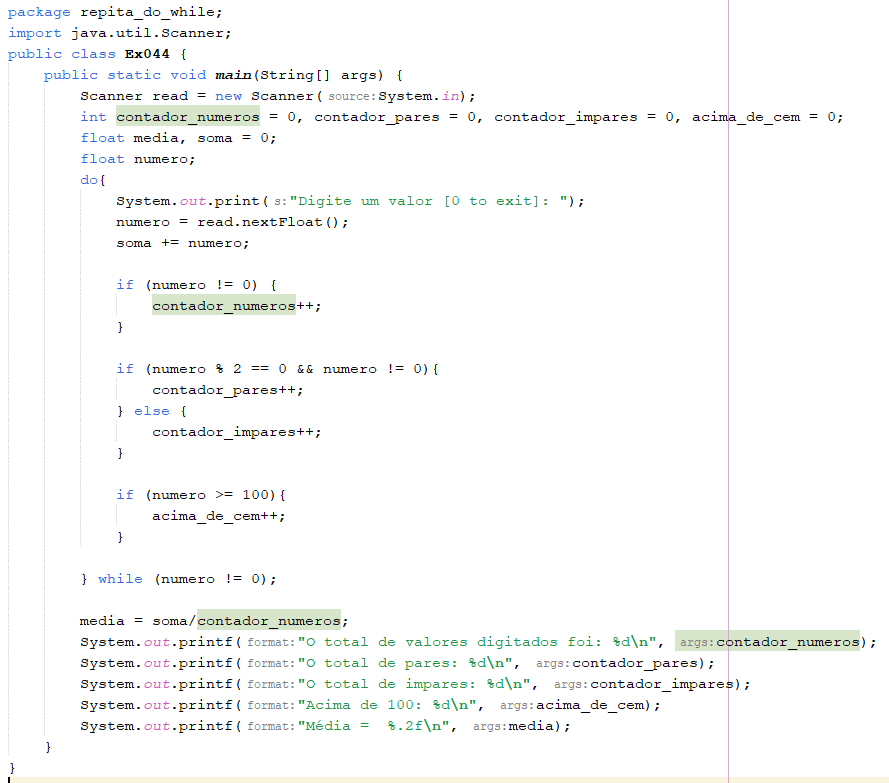 package repita_do_while;
import java.util.Scanner;
public class Ex044 {
    public static void main(String[] args) {
        Scanner read = new Scanner( source:System.in);
        int contador_numeros = 0, contador_pares = 0, contador_impares = 0, acima_de_cem = 0;
        float media, soma = 0;
        float numero;
        do{
            System.out.print( s:"Digite um valor [0 to exit]: ");
            numero = read.nextFloat();
            soma += numero;

            if (numero != 0) {
                contador_numeros++;
            }

            if (numero % 2 == 0 && numero != 0){
                contador_pares++;
            } else {
                contador_impares++;
            }

            if (numero >= 100){
                acima_de_cem++;
            }

        } while (numero != 0);

        media = soma/contador_numeros;
        System.out.printf( format:"O total de valores digitados foi: %d\n", args:contador_numeros);
        System.out.printf( format:"O total de pares: %d\n", args:contador_pares);
        System.out.printf( format:"O total de impares: %d\n", args:contador_impares);
        System.out.printf( format:"Acima de 100: %d\n", args:acima_de_cem);
        System.out.printf( format:"Média =  %.2f\n", args:media);
    }
}